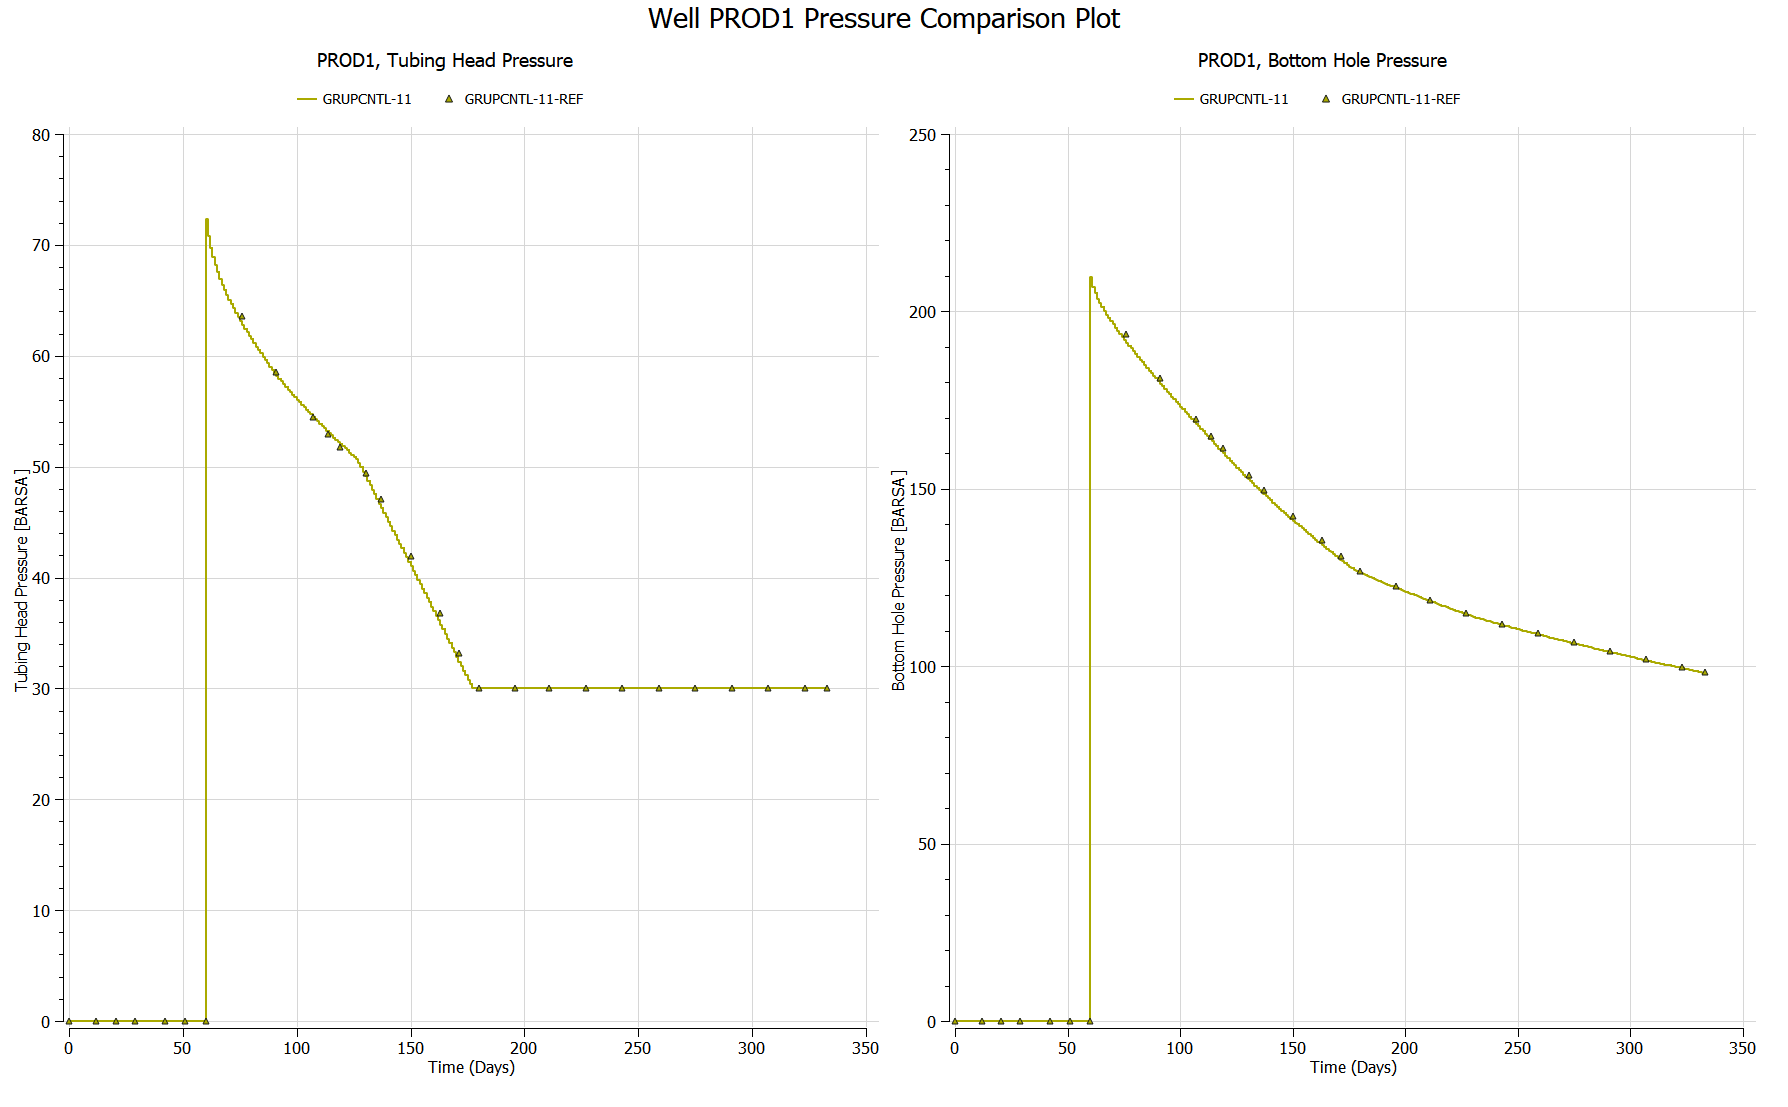 Well PROD1 Pressure Comparison Plot
PROD1, Tubing Head Pressure
GRUPCNTL-11 GRUPCNTL-11-REF
80
70
60
50
40
30
20
10
0
Tubing Head Pressure [BARSA]
0 50 100 150 200 250 300 350
Time (Days)
PROD1, Bottom Hole Pressure
GRUPCNTL-11 GRUPCNTL-11-REF
250
200
150
100
50
0
Bottom Hole Pressure [BARSA]
0 50 100 150 200 250 300 350
Time (Days)